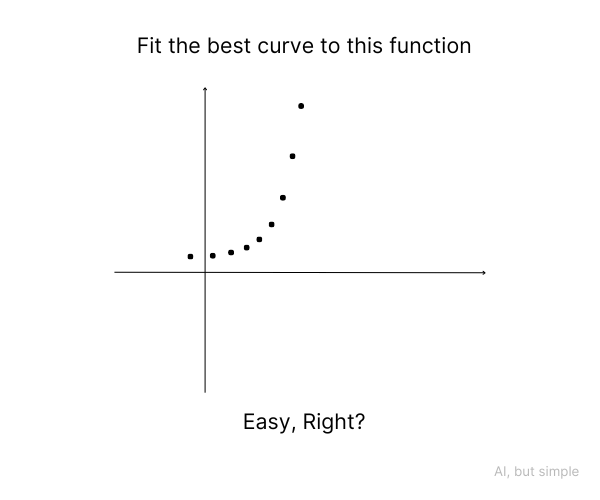 Fit the best curve to this function
Easy, Right?
AI, but simple